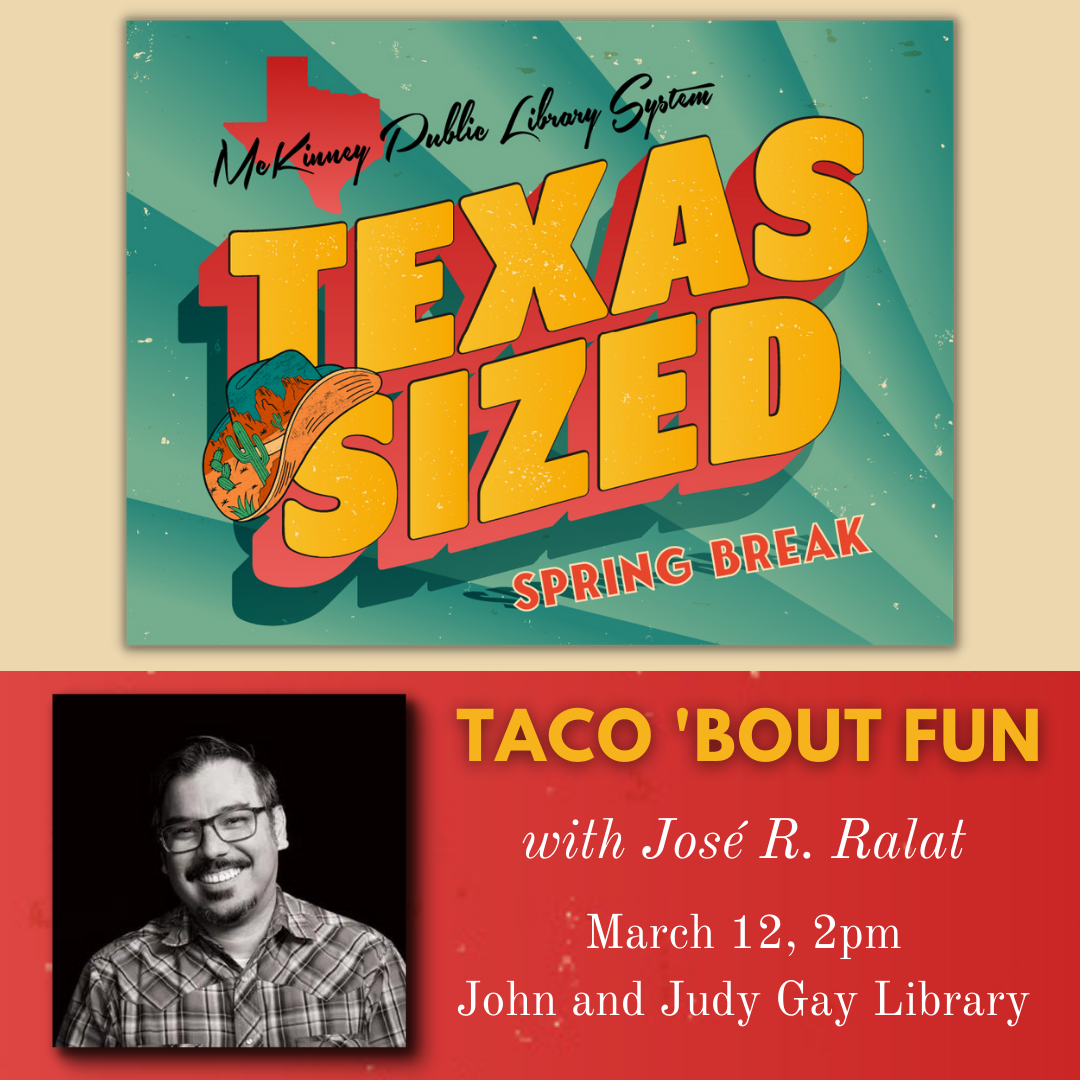 McKinney Public Library System
TEXAS
SIZED
SPRING BREAK
TACO 'BOUT FUN
with José R. Ralat
March 12, 2pm
John and Judy Gay Library